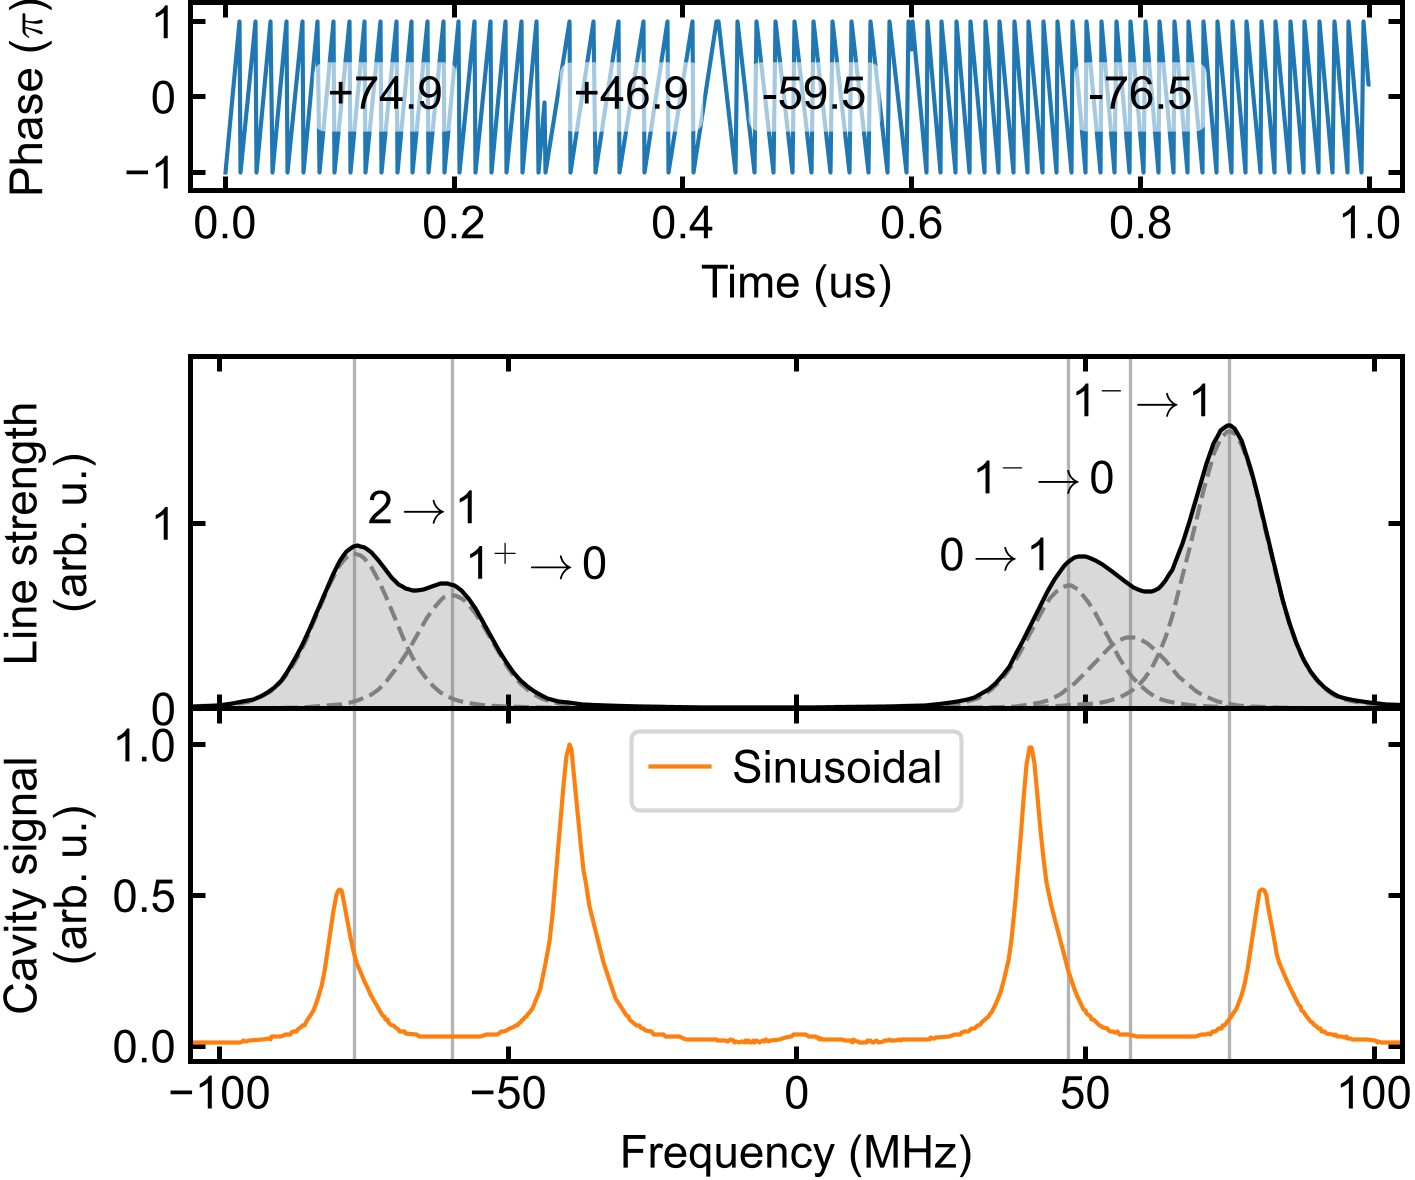 Phase (π)
1
0
−1
+74.9
+46.9
-59.5
-76.5
0.0 0.2 0.4 0.6 0.8 1.0
Time (us)
Line strength
(arb. u.)
1
0
2→1
1⁺→0
0→1
1⁻→0
1⁻→1
Cavity signal
(arb. u.)
1.0
0.5
0.0
Sinusoidal
−100 −50 0 50 100
Frequency (MHz)